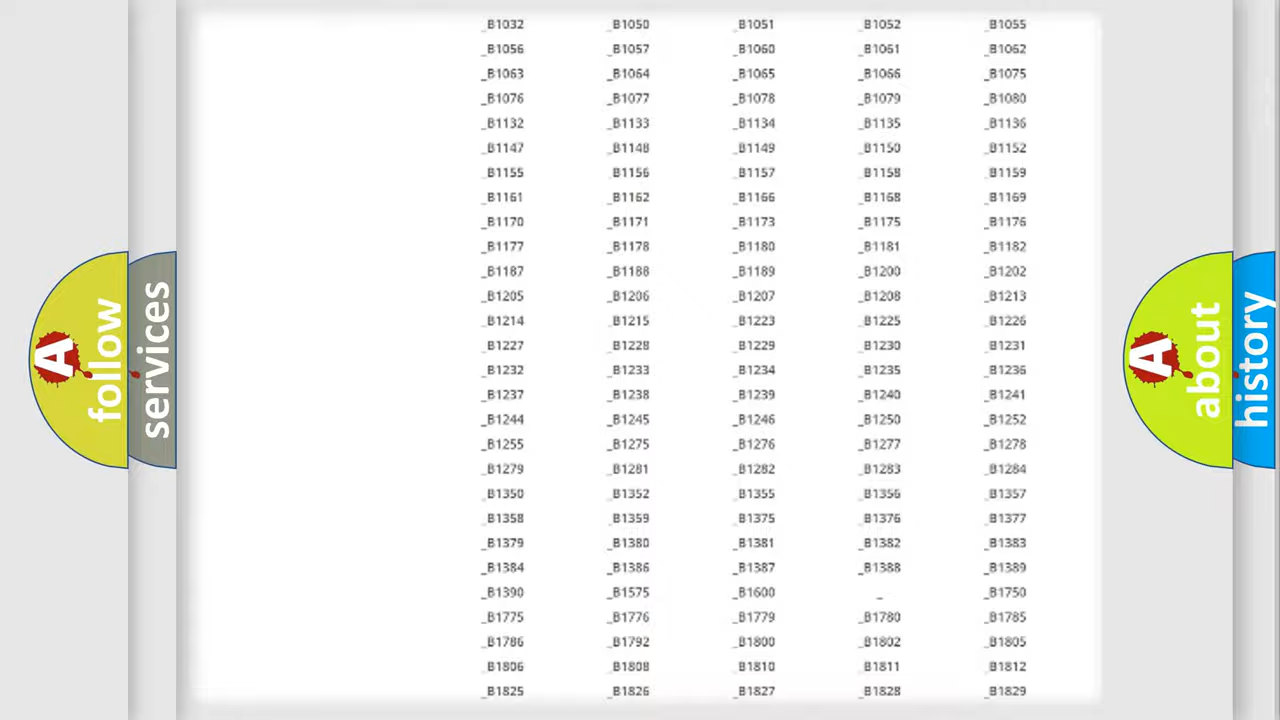 _B1032 _B1050 _B1051 _B1052 _B1055
_B1056 _B1057 _B1060 _B1061 _B1062
_B1063 _B1064 _B1065 _B1066 _B1075
_B1076 _B1077 _B1078 _B1079 _B1080
_B1132 _B1133 _B1134 _B1135 _B1136
_B1147 _B1148 _B1149 _B1150 _B1152
_B1155 _B1156 _B1157 _B1158 _B1159
_B1161 _B1162 _B1166 _B1168 _B1169
_B1170 _B1171 _B1173 _B1175 _B1176
_B1177 _B1178 _B1180 _B1181 _B1182
_B1187 _B1188 _B1189 _B1200 _B1202
_B1205 _B1206 _B1207 _B1208 _B1213
_B1214 _B1215 _B1223 _B1225 _B1226
_B1227 _B1228 _B1229 _B1230 _B1231
_B1232 _B1233 _B1234 _B1235 _B1236
_B1237 _B1238 _B1239 _B1240 _B1241
_B1244 _B1245 _B1246 _B1250 _B1252
_B1255 _B1275 _B1276 _B1277 _B1278
_B1279 _B1281 _B1282 _B1283 _B1284
_B1350 _B1352 _B1355 _B1356 _B1357
_B1358 _B1359 _B1375 _B1376 _B1377
_B1379 _B1380 _B1381 _B1382 _B1383
_B1384 _B1386 _B1387 _B1388 _B1389
_B1390 _B1575 _B1600 _ _B1750
_B1775 _B1776 _B1779 _B1780 _B1785
_B1786 _B1792 _B1800 _B1802 _B1805
_B1806 _B1808 _B1810 _B1811 _B1812
_B1825 _B1826 _B1827 _B1828 _B1829
A
follow
services
A
about
history